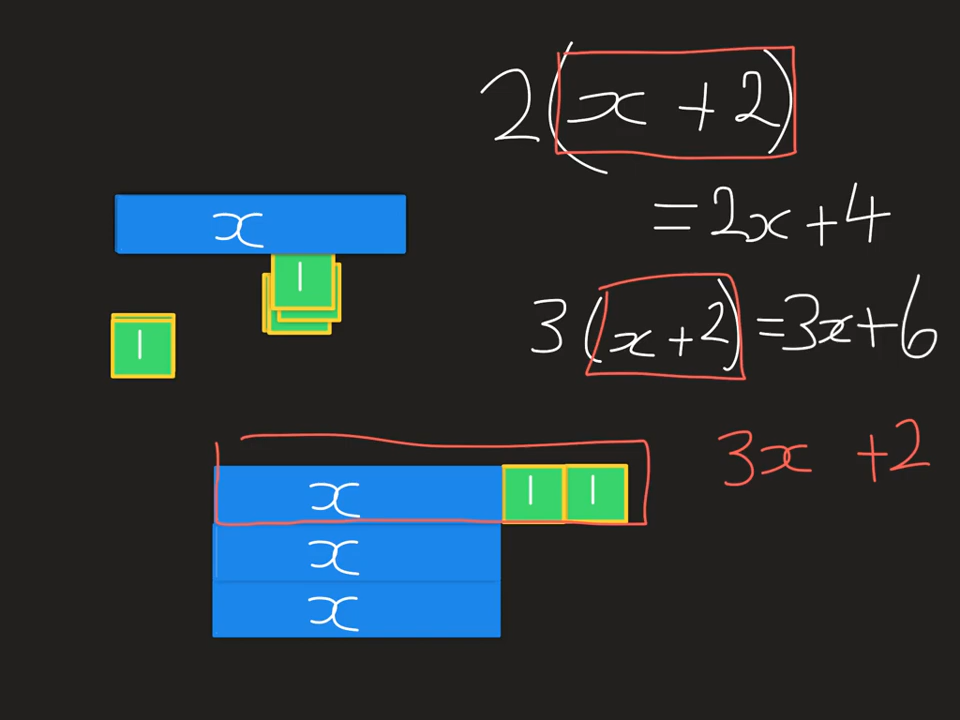 2(x + 2)
= 2x + 4
x
1
1
3(x+2) = 3x + 6
3x + 2
x 1 1
x
x